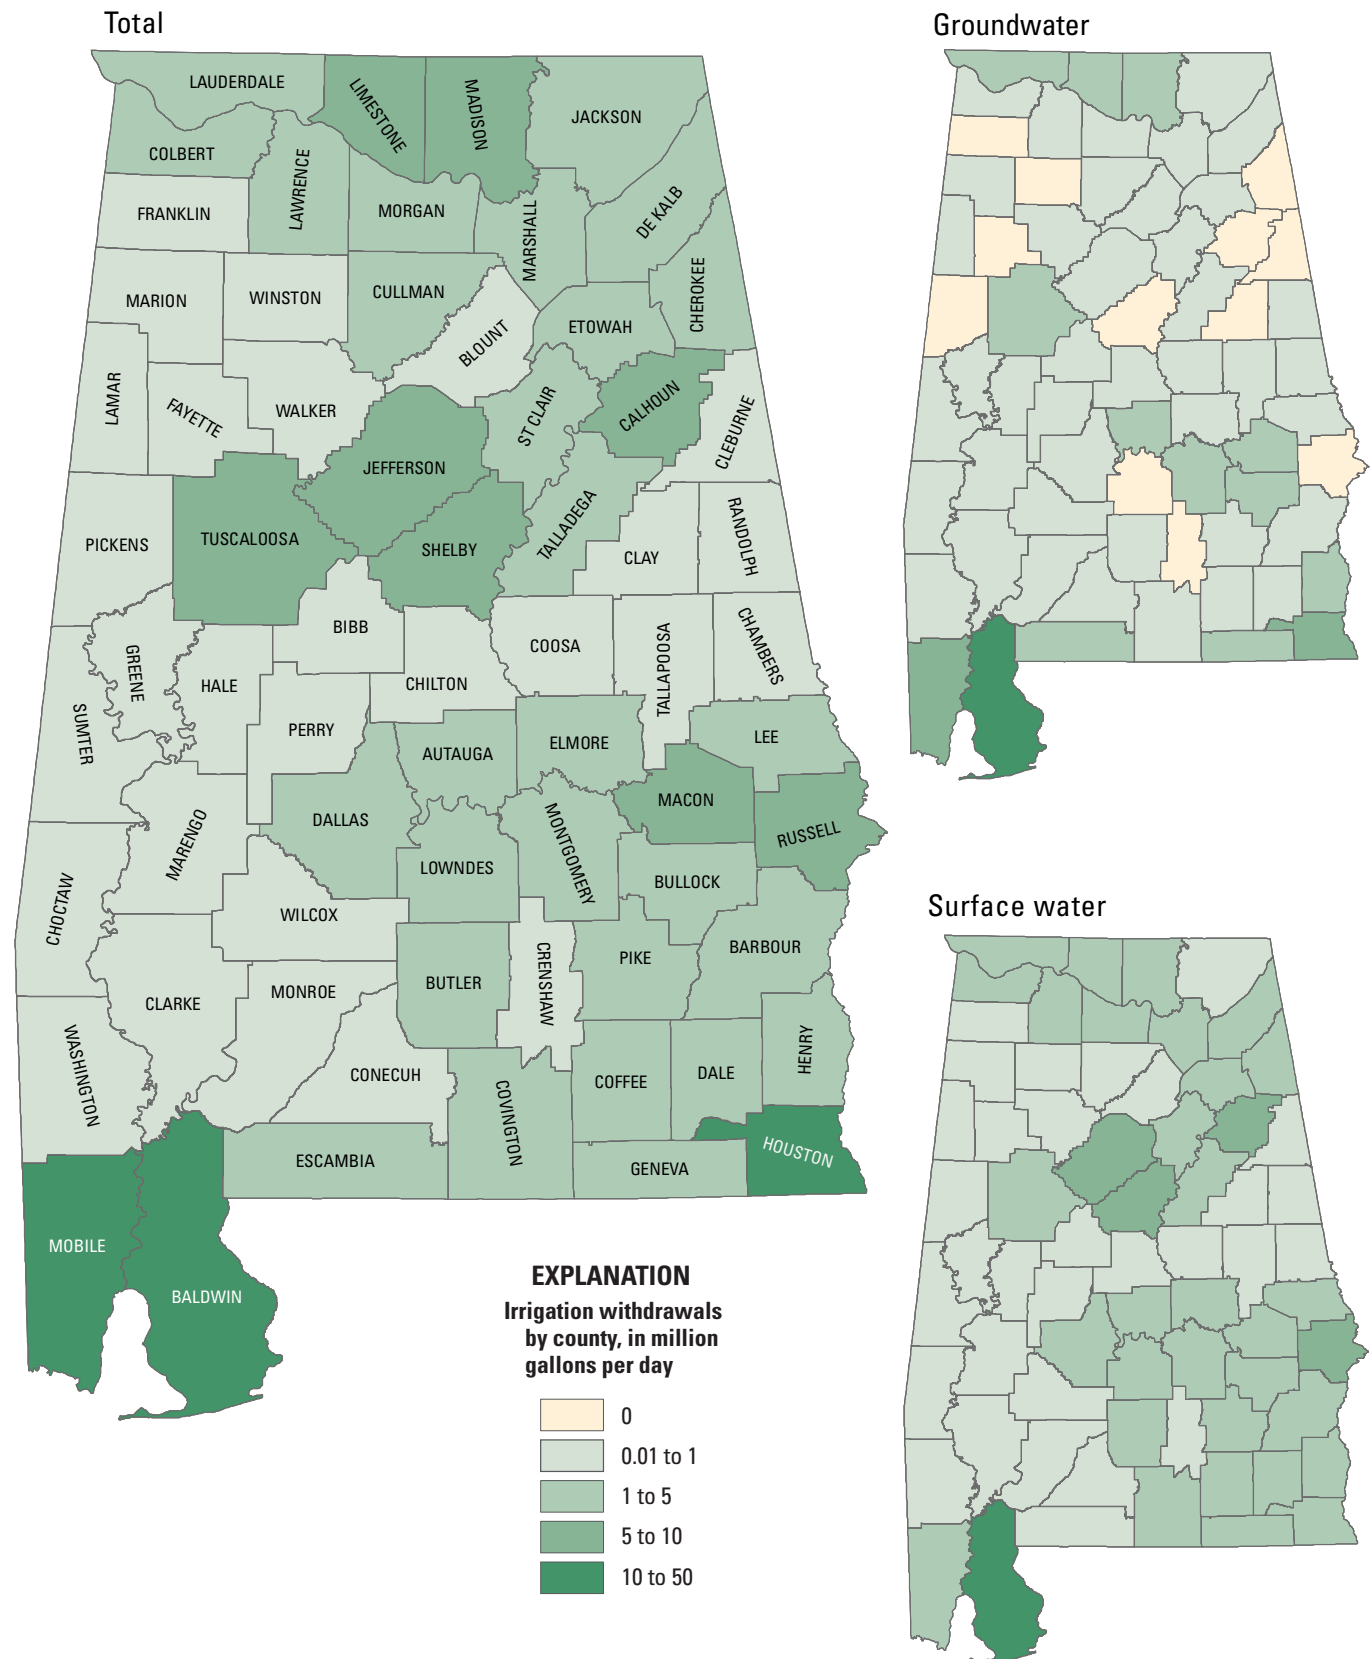 Total
Groundwater
LAUDERDALE
LIMESTONE
MADISON
JACKSON
COLBERT
LAWRENCE
FRANKLIN
MORGAN
MARSHALL
DE KALB
MARION
WINSTON
CULLMAN
BLOUNT
ETOWAH
CHEROKEE
LAMAR
FAYETTE
WALKER
ST CLAIR
CALHOUN
CLEBURNE
JEFFERSON
PICKENS
TUSCALOOSA
SHELBY
TALLADEGA
CLAY
RANDOLPH
BIBB
COOSA
TALLAPOOSA
CHAMBERS
GREENE
HALE
CHILTON
SUMTER
PERRY
AUTAUGA
ELMORE
LEE
MACON
DALLAS
MONTGOMERY
RUSSELL
MARENGO
LOWNDES
BULLOCK
CHOCTAW
WILCOX
CRENSHAW
PIKE
BARBOUR
Surface water
CLARKE
MONROE
BUTLER
WASHINGTON
CONECUH
COVINGTON
COFFEE
DALE
HENRY
ESCAMBIA
GENEVA
HOUSTON
MOBILE
BALDWIN
EXPLANATION
Irrigation withdrawals
by county, in million
gallons per day
0
0.01 to 1
1 to 5
5 to 10
10 to 50